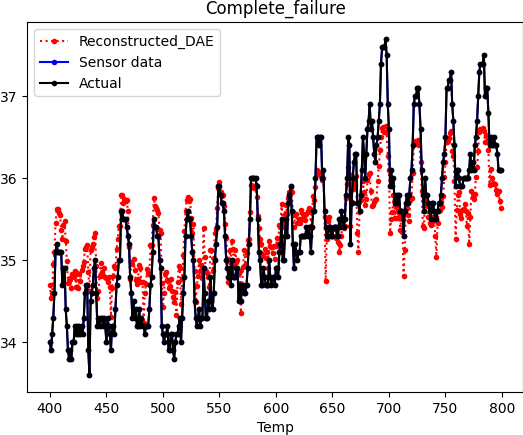 Complete_failure
Reconstructed_DAE
Sensor data
Actual
37
36
35
34
400 450 500 550 600 650 700 750 800
Temp